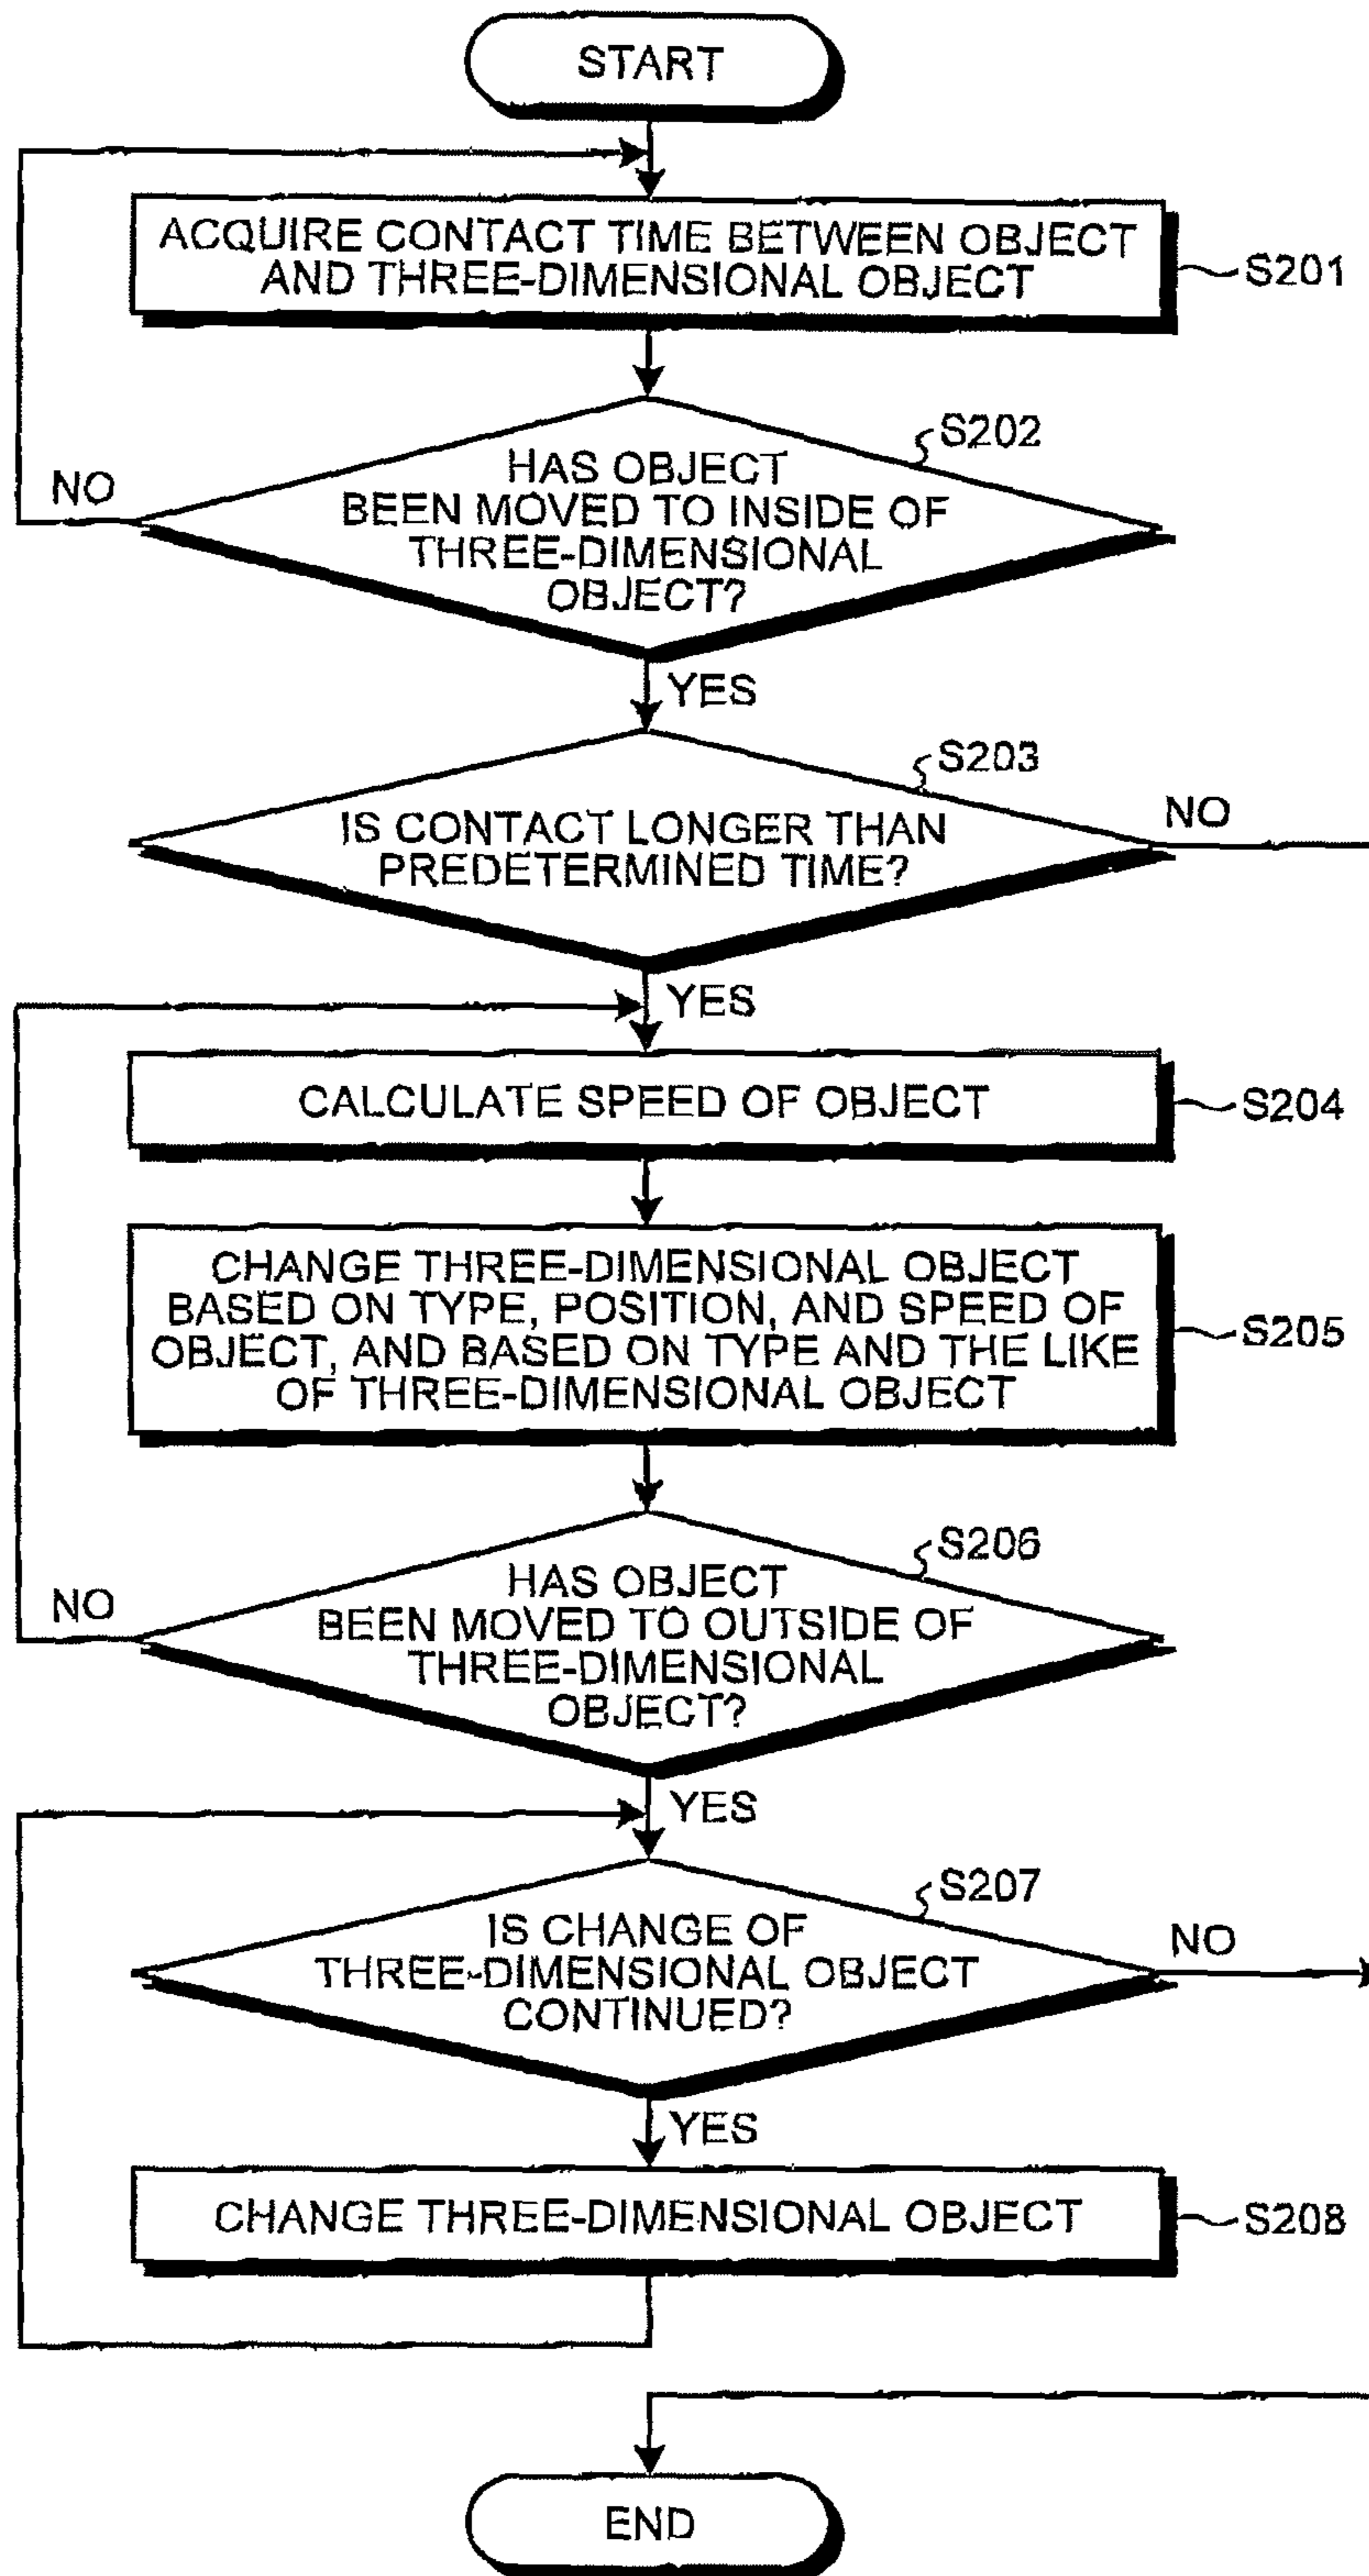 START
ACQUIRE CONTACT TIME BETWEEN OBJECT
AND THREE-DIMENSIONAL OBJECT
S201
S202
HAS OBJECT
BEEN MOVED TO INSIDE OF
THREE-DIMENSIONAL
OBJECT?
NO
YES
S203
IS CONTACT LONGER THAN
PREDETERMINED TIME?
NO
YES
CALCULATE SPEED OF OBJECT
S204
CHANGE THREE-DIMENSIONAL OBJECT
BASED ON TYPE, POSITION, AND SPEED OF
OBJECT, AND BASED ON TYPE AND THE LIKE
OF THREE-DIMENSIONAL OBJECT
S205
S206
HAS OBJECT
BEEN MOVED TO OUTSIDE OF
THREE-DIMENSIONAL
OBJECT?
NO
YES
S207
IS CHANGE OF
THREE-DIMENSIONAL OBJECT
CONTINUED?
NO
YES
CHANGE THREE-DIMENSIONAL OBJECT
S208
END